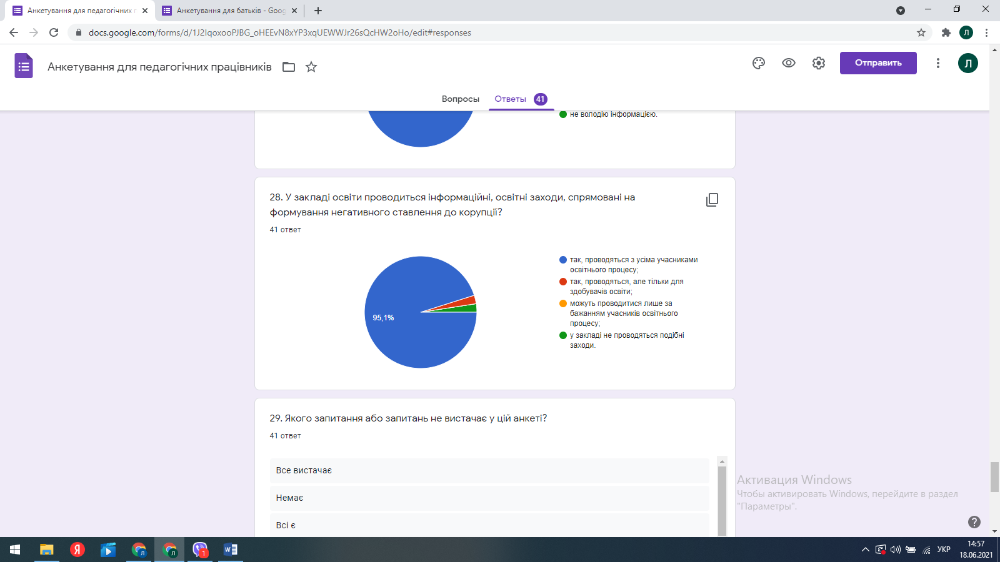 Анкетування для педагогічних п
Анкетування для батьків - Goog
docs.google.com/forms/d/1J2IqoxooPJBG_oHEEvN8xYP3xqUEWWJr26sQcHW2oHo/edit#responses
Л
Анкетування для педагогічних працівників
Отправить
Л
Вопросы
Ответы 41
не володію інформацією.
28. У закладі освіти проводиться інформаційні, освітні заходи, спрямовані на
формування негативного ставлення до корупції?
41 ответ
95,1%
так, проводяться з усіма учасниками
освітнього процесу;
так, проводяться, але тільки для
здобувачів освіти;
можуть проводитися лише за
бажанням учасників освітнього
процесу;
у закладі не проводяться подібні
заходи.
29. Якого запитання або запитань не вистачає у цій анкеті?
41 ответ
Все вистачає
Немає
Всі є
Активация Windows
Чтобы активировать Windows, перейдите в раздел
"Параметры".
Я
Л
Л
1
W
УКР
14:57
18.06.2021